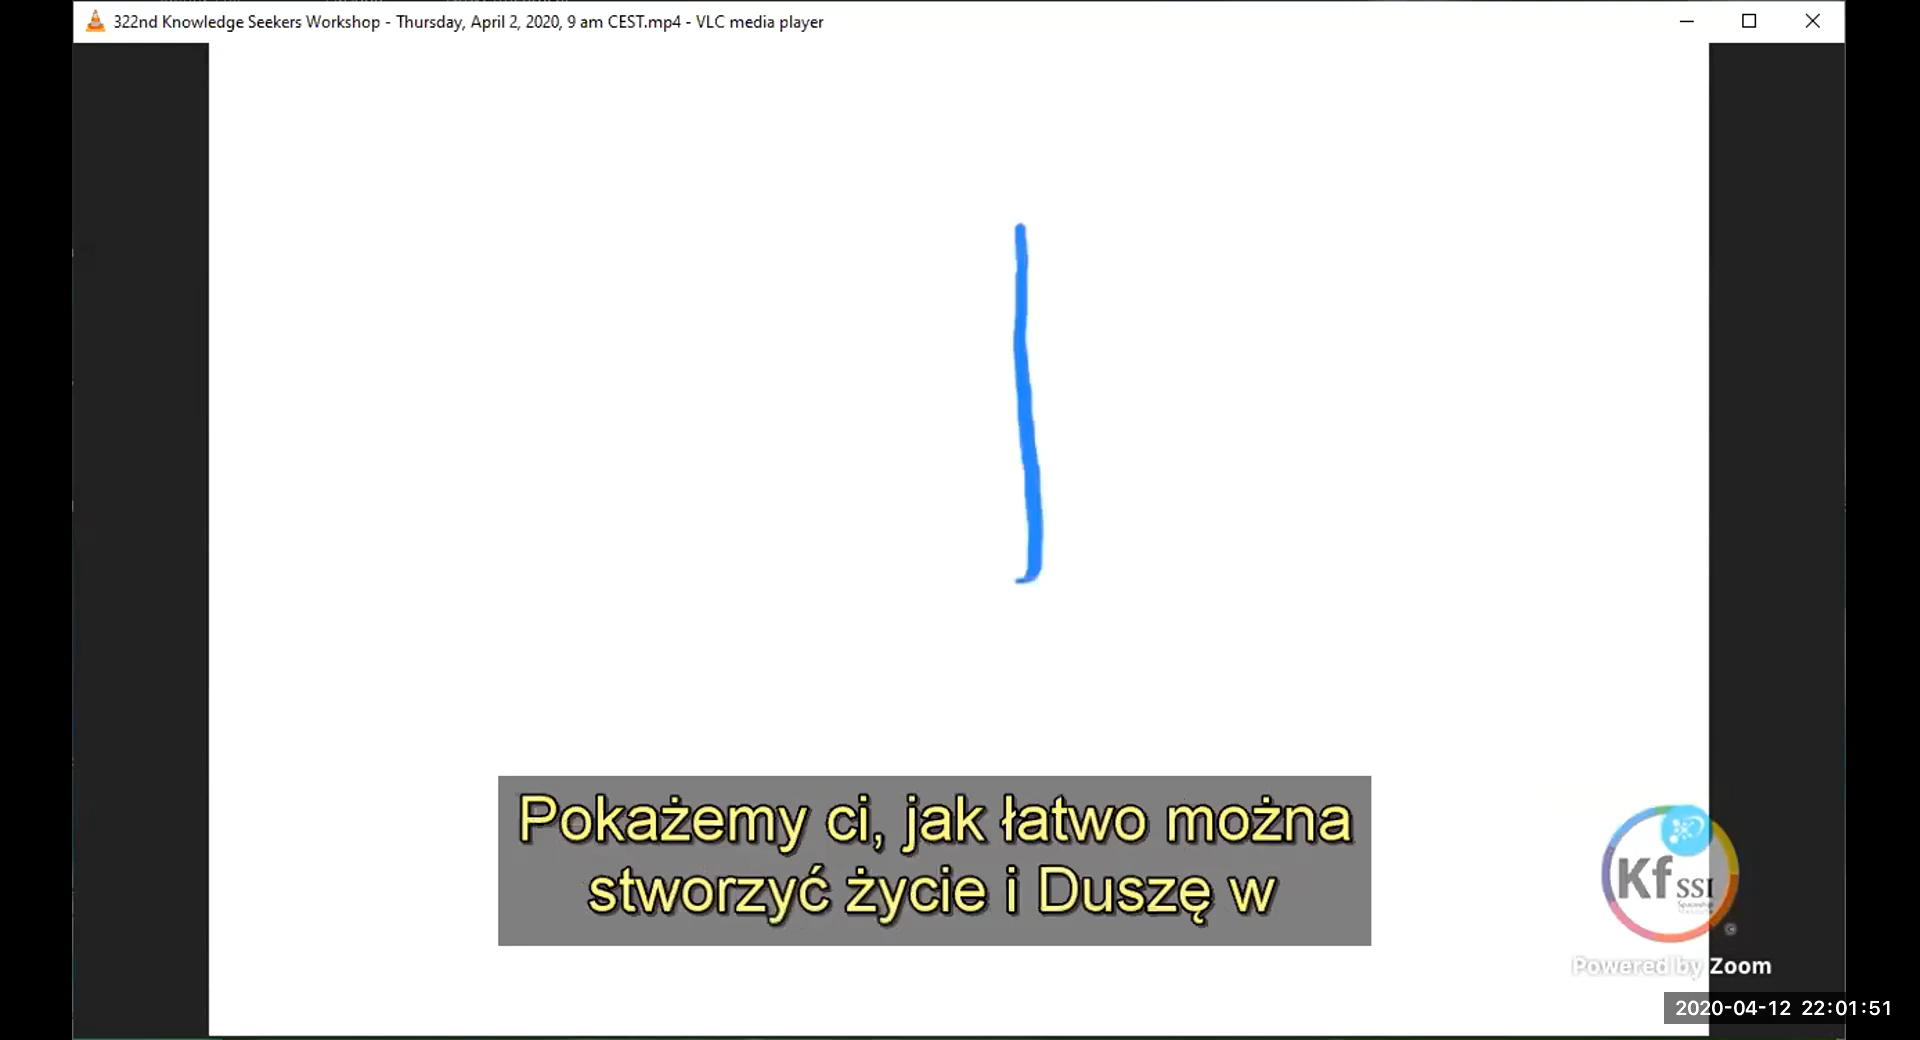 322nd Knowledge Seekers Workshop - Thursday, April 2, 2020, 9 am CEST.mp4 - VLC media player
Pokażemy ci, jak łatwo można
stworzyć życie i Duszę w
Kf SSI
©
Powered by Zoom
2020-04-12 22:01:51